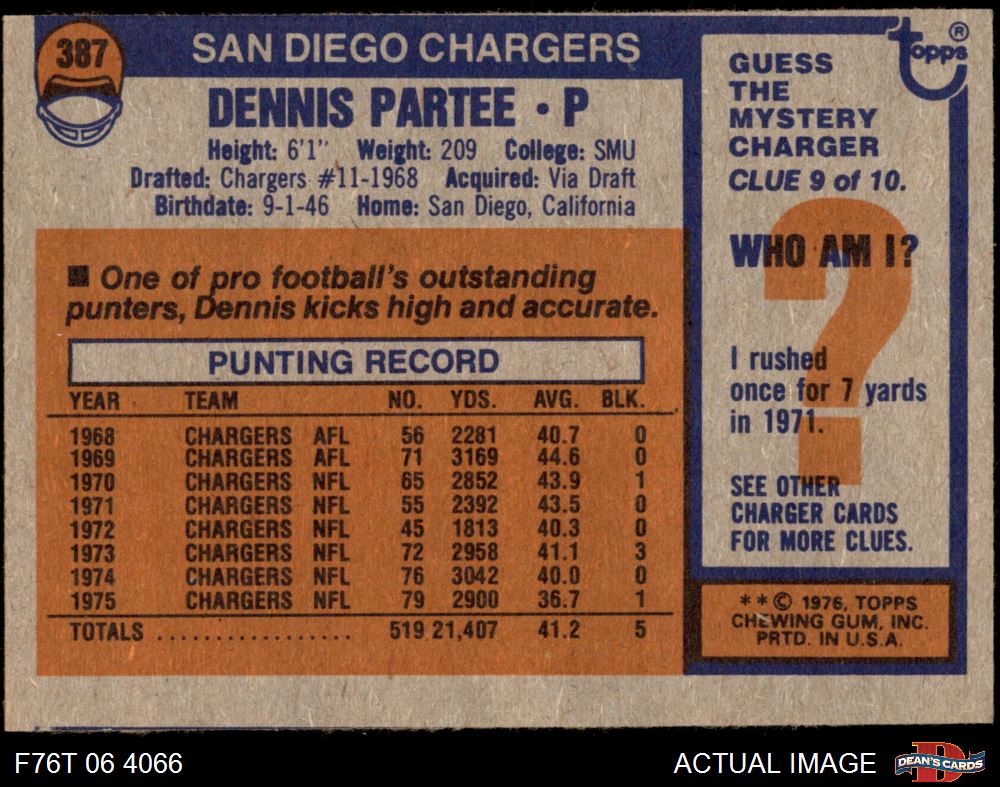 387
SAN DIEGO CHARGERS
DENNIS PARTEE • P
Height: 6'1" Weight: 209 College: SMU
Drafted: Chargers #11-1968 Acquired: Via Draft
Birthdate: 9-1-46 Home: San Diego, California
■ One of pro football's outstanding
punters, Dennis kicks high and accurate.
PUNTING RECORD
YEAR TEAM NO. YDS. AVG. BLK.
1968 CHARGERS AFL 56 2281 40.7 0
1969 CHARGERS AFL 71 3169 44.6 0
1970 CHARGERS NFL 65 2852 43.9 1
1971 CHARGERS NFL 55 2392 43.5 0
1972 CHARGERS NFL 45 1813 40.3 0
1973 CHARGERS NFL 72 2958 41.1 3
1974 CHARGERS NFL 76 3042 40.0 0
1975 CHARGERS NFL 79 2900 36.7 1
TOTALS .................. 519 21,407 41.2 5
topps ®
GUESS
THE
MYSTERY
CHARGER
CLUE 9 of 10.
?
WHO AM I?
I rushed
once for 7 yards
in 1971.
SEE OTHER
CHARGER CARDS
FOR MORE CLUES.
**© 1976, TOPPS
CHEWING GUM, INC.
PRTD. IN U.S.A.
F76T 06 4066
ACTUAL IMAGE
D
DEAN'S CARDS